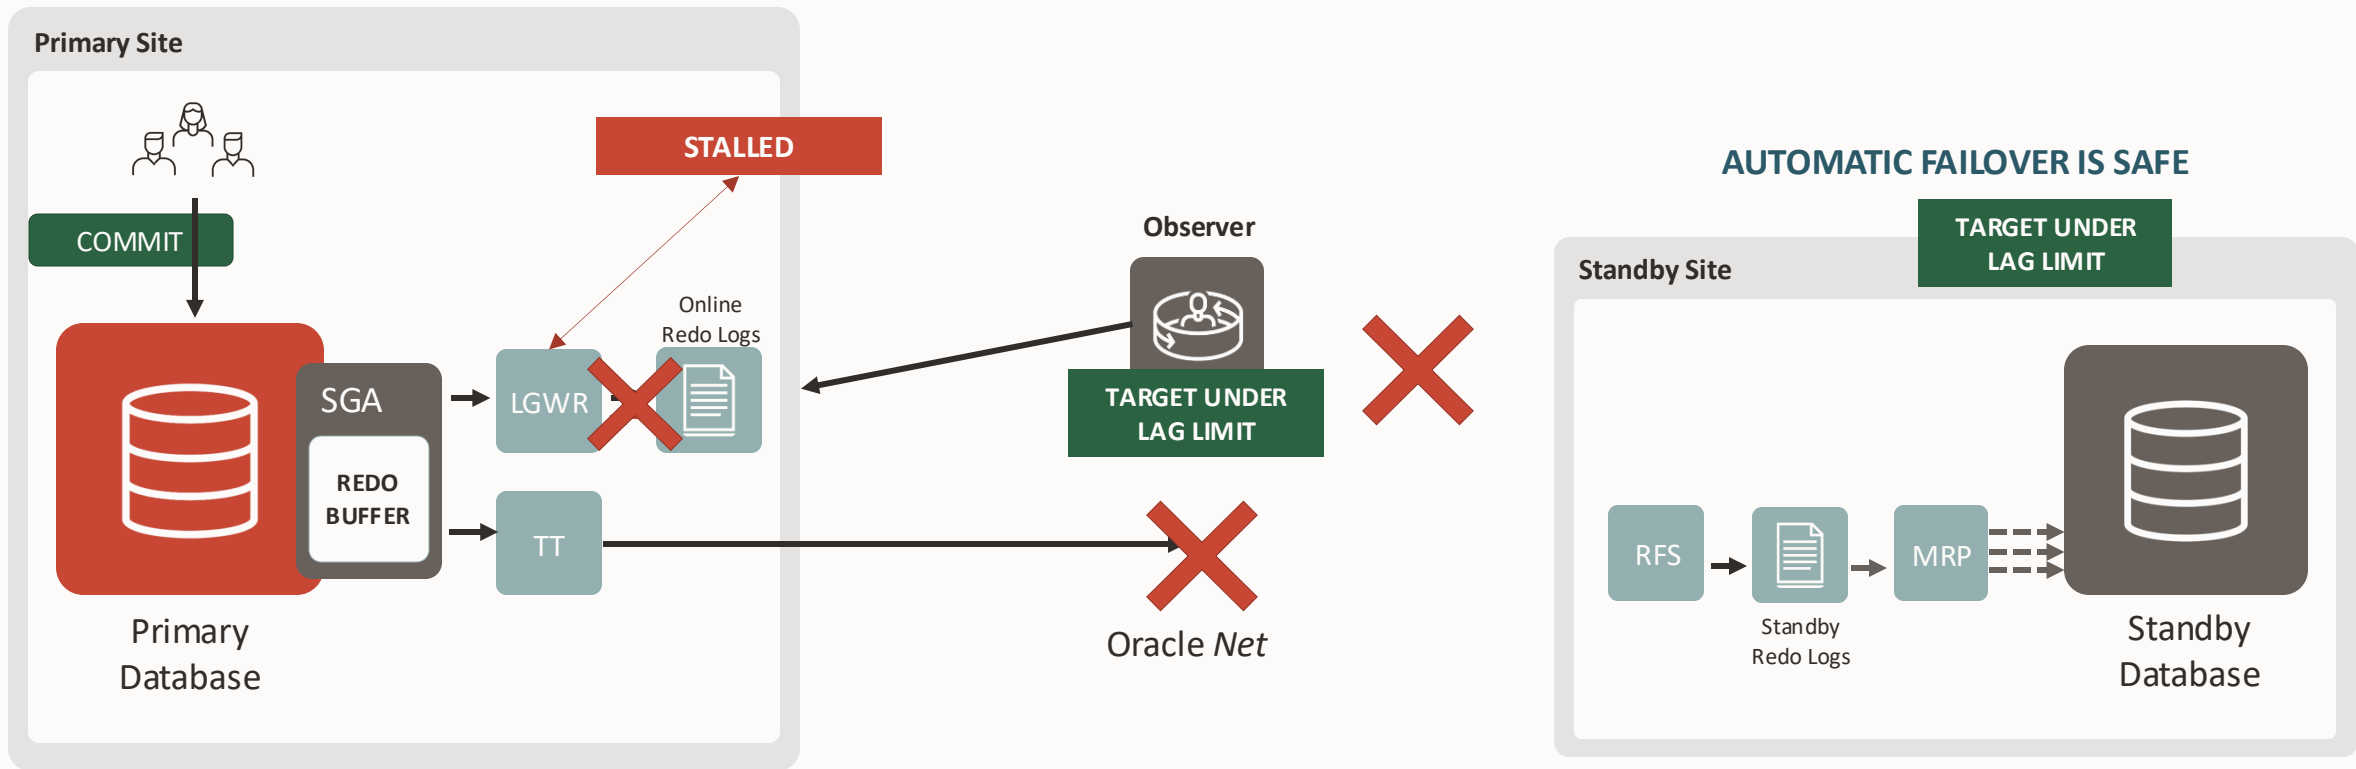 Primary Site
STALLED
COMMIT
Online
Redo Logs
SGA
LGWR
REDO
BUFFER
TT
Primary
Database
Observer
TARGET UNDER
LAG LIMIT
Oracle Net
AUTOMATIC FAILOVER IS SAFE
TARGET UNDER
LAG LIMIT
Standby Site
RFS
MRP
Standby
Redo Logs
Standby
Database